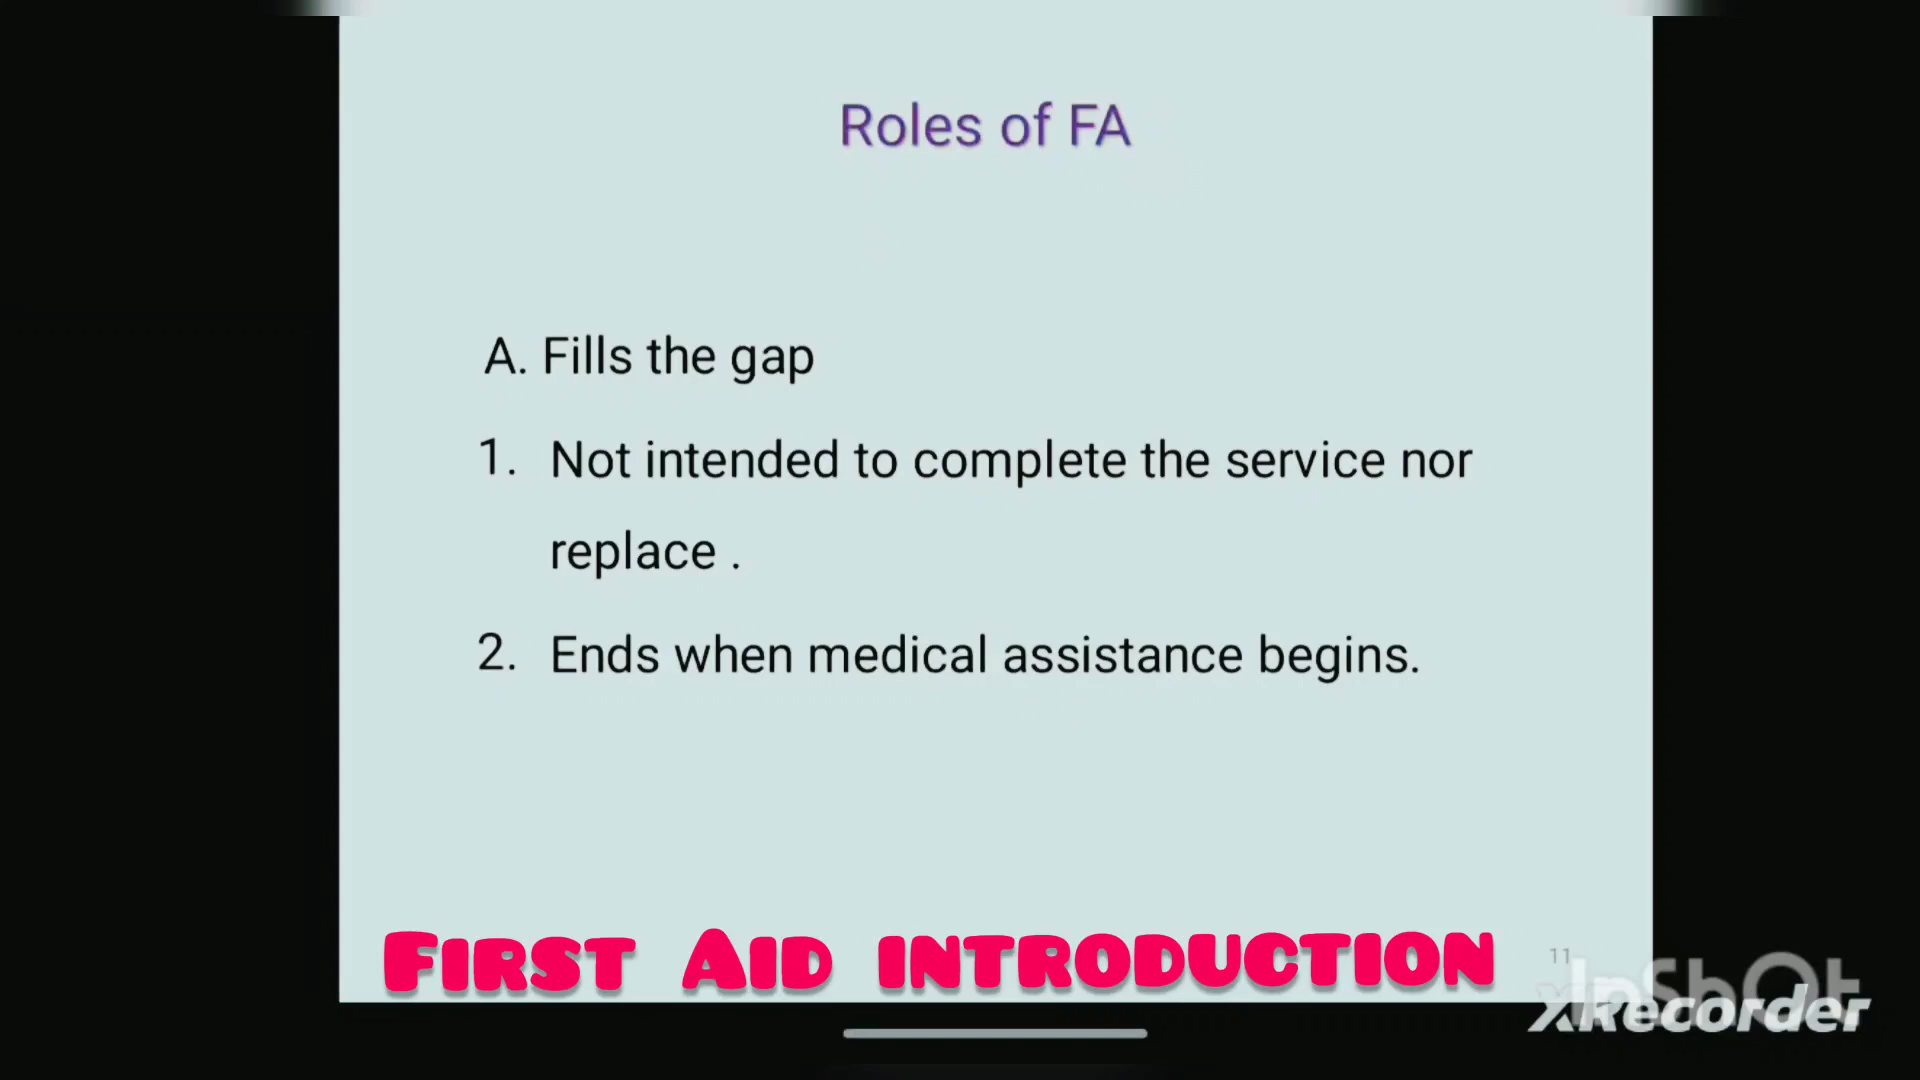 Roles of FA
A. Fills the gap
1. Not intended to complete the service nor
replace .
2. Ends when medical assistance begins.
FIRST AID INTRODUCTION
11
InShOt
XRecorder